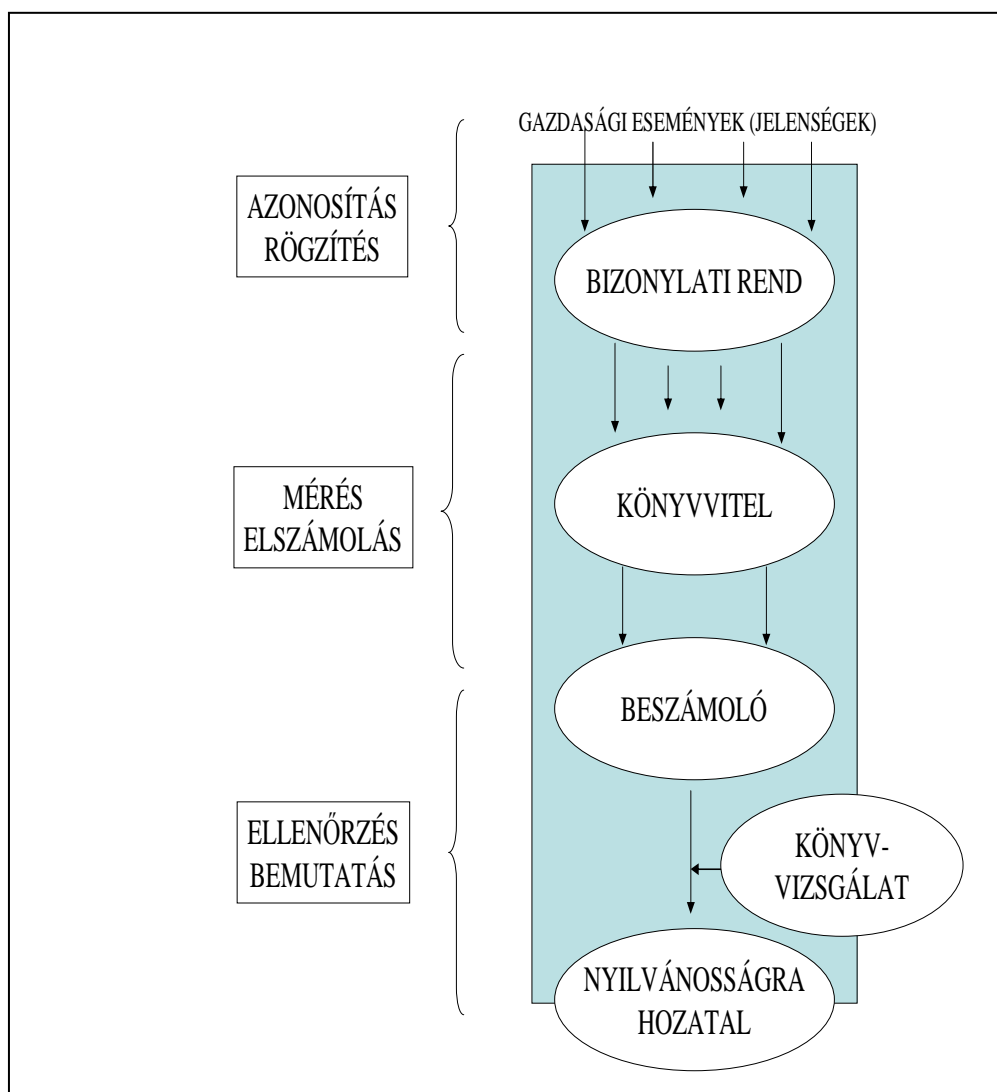 GAZDASÁGI ESEMÉNYEK (JELENSÉGEK)
AZONOSÍTÁS
RÖGZÍTÉS
BIZONYLATI REND
MÉRÉS
ELSZÁMOLÁS
KÖNYVVITEL
BESZÁMOLÓ
ELLENŐRZÉS
BEMUTATÁS
KÖNYV-
VIZSGÁLAT
NYILVÁNOSSÁGRA
HOZATAL